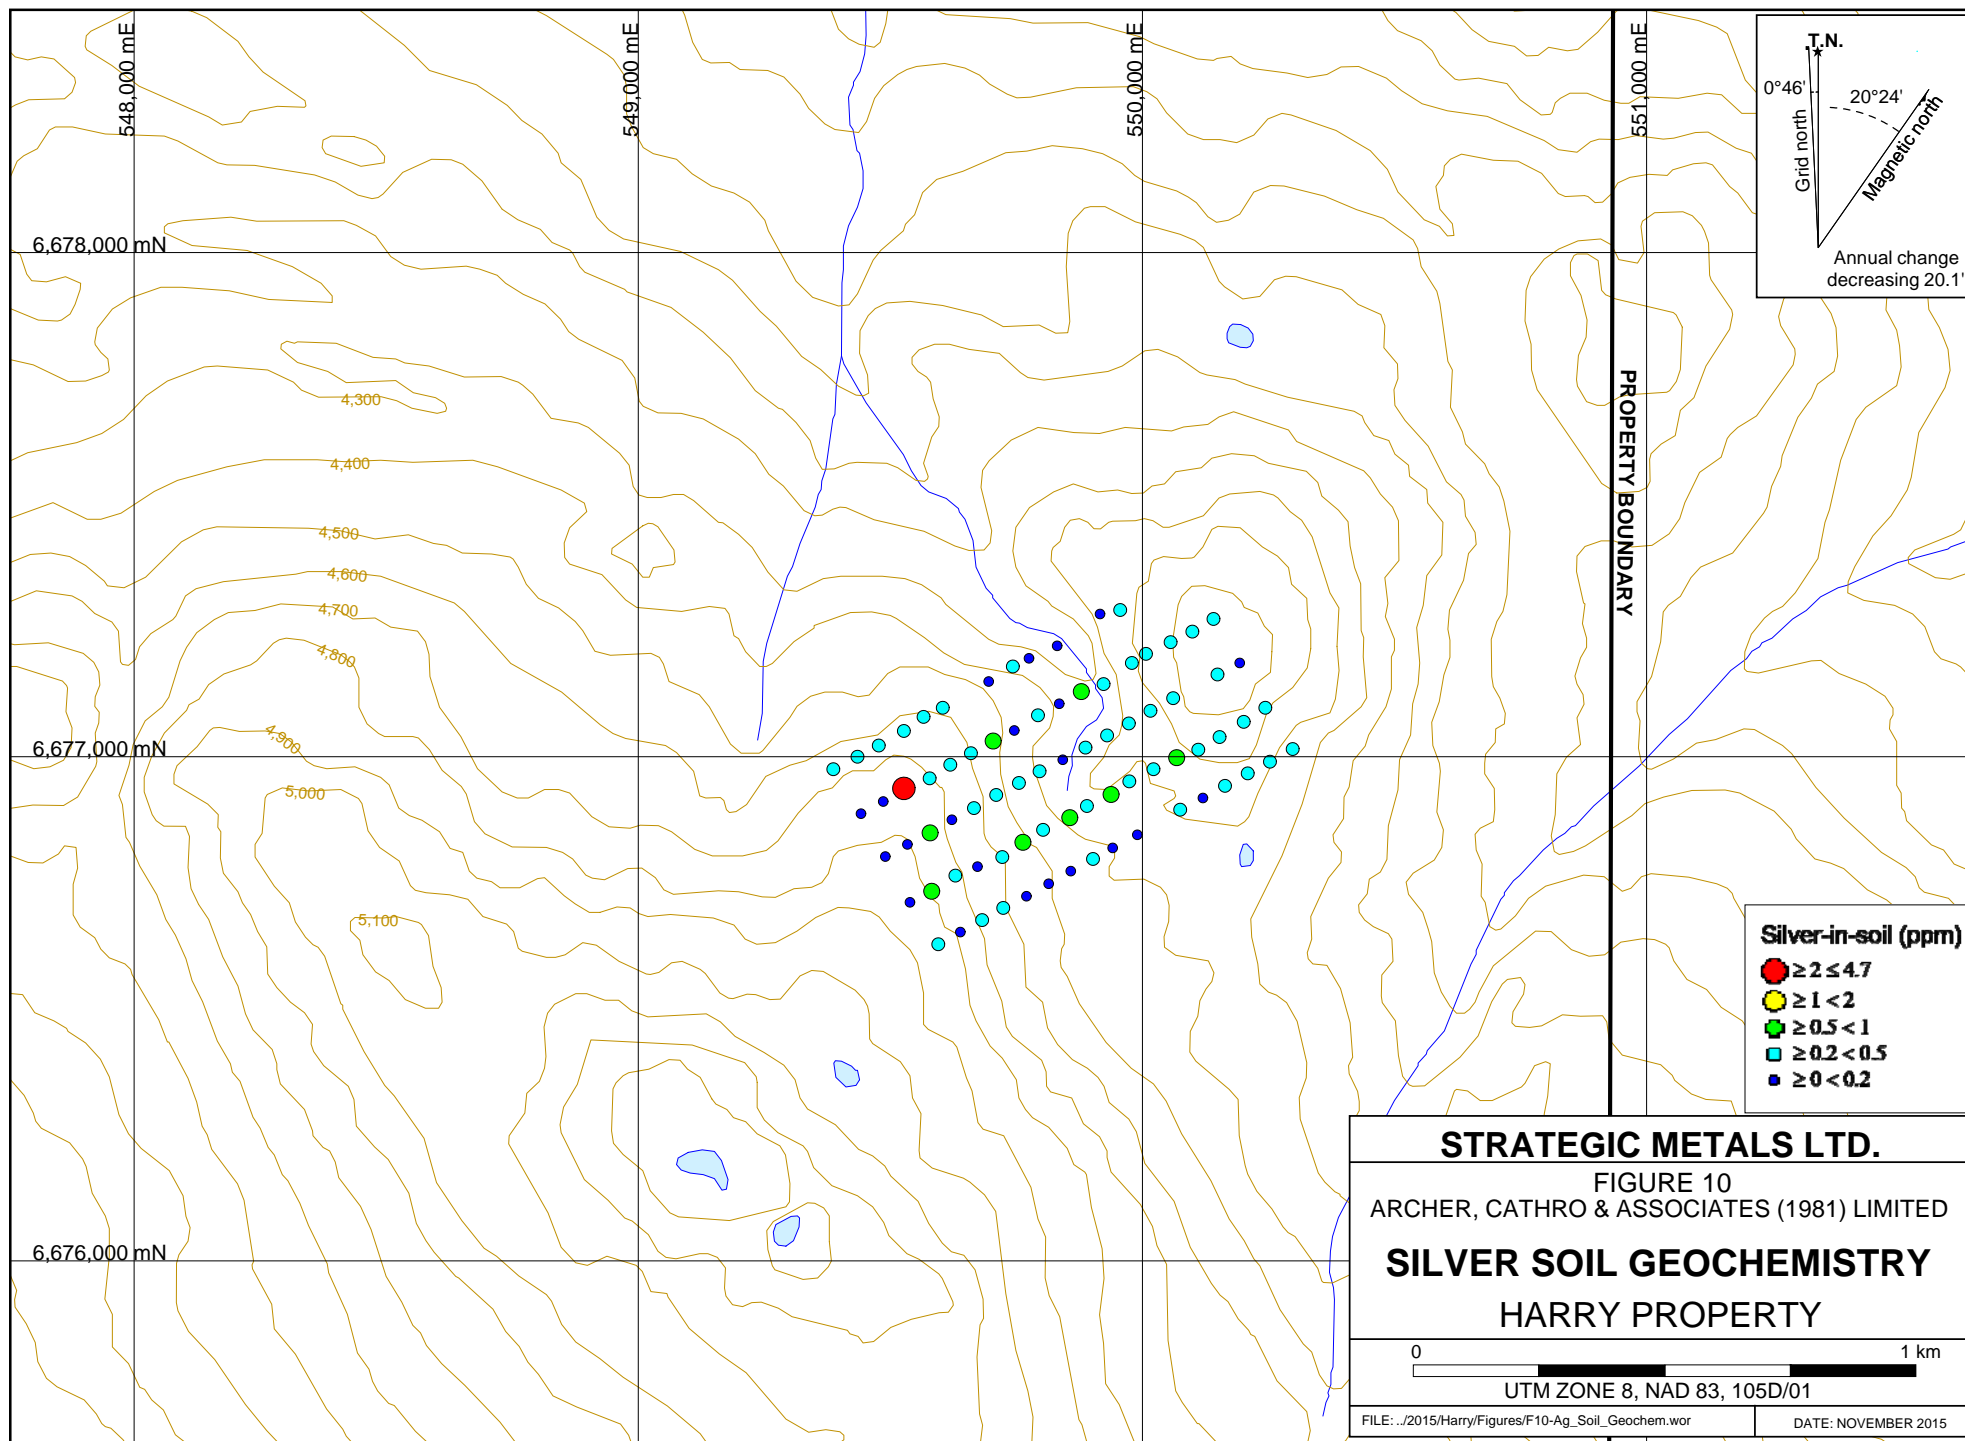 548,000 mE
549,000 mE
550,000 mE
551,000 mE
T.N.
0°46'
20°24'
Grid north
Magnetic north
Annual change
decreasing 20.1'
6,678,000 mN
4,300
4,400
4,500
4,600
4,700
4,800
4,900
5,000
5,100
PROPERTY BOUNDARY
6,677,000 mN
6,676,000 mN
Silver-in-soil (ppm)
≥ 2 ≤ 4.7
≥ 1 < 2
≥ 0.5 < 1
≥ 0.2 < 0.5
≥ 0 < 0.2
STRATEGIC METALS LTD.
FIGURE 10
ARCHER, CATHRO & ASSOCIATES (1981) LIMITED
SILVER SOIL GEOCHEMISTRY
HARRY PROPERTY
0 1 km
UTM ZONE 8, NAD 83, 105D/01
FILE: ../2015/Harry/Figures/F10-Ag_Soil_Geochem.wor
DATE: NOVEMBER 2015